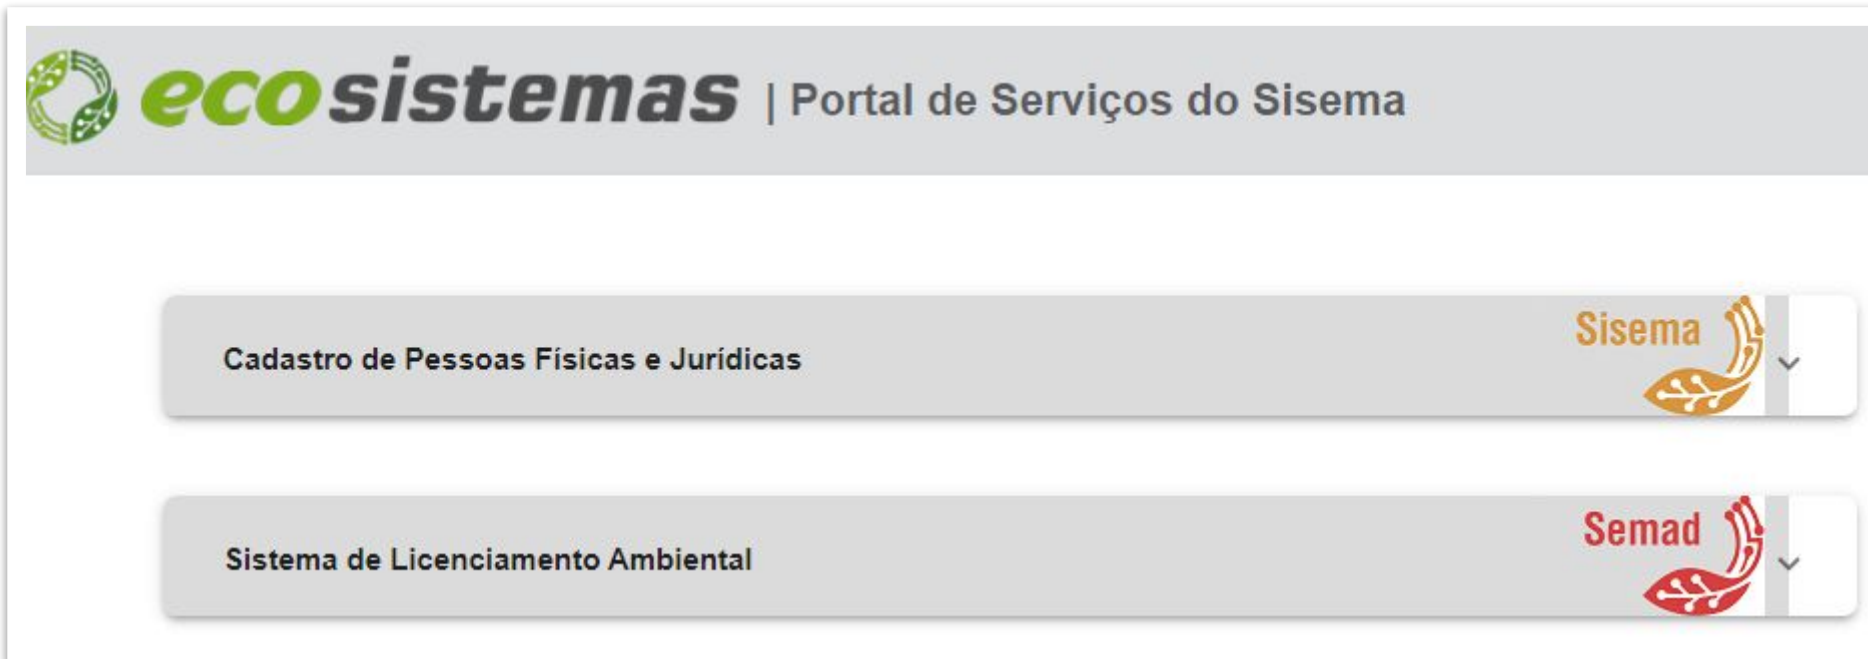 ecosistemas | Portal de Serviços do Sisema
Cadastro de Pessoas Físicas e Jurídicas
Sisema
Sistema de Licenciamento Ambiental
Semad